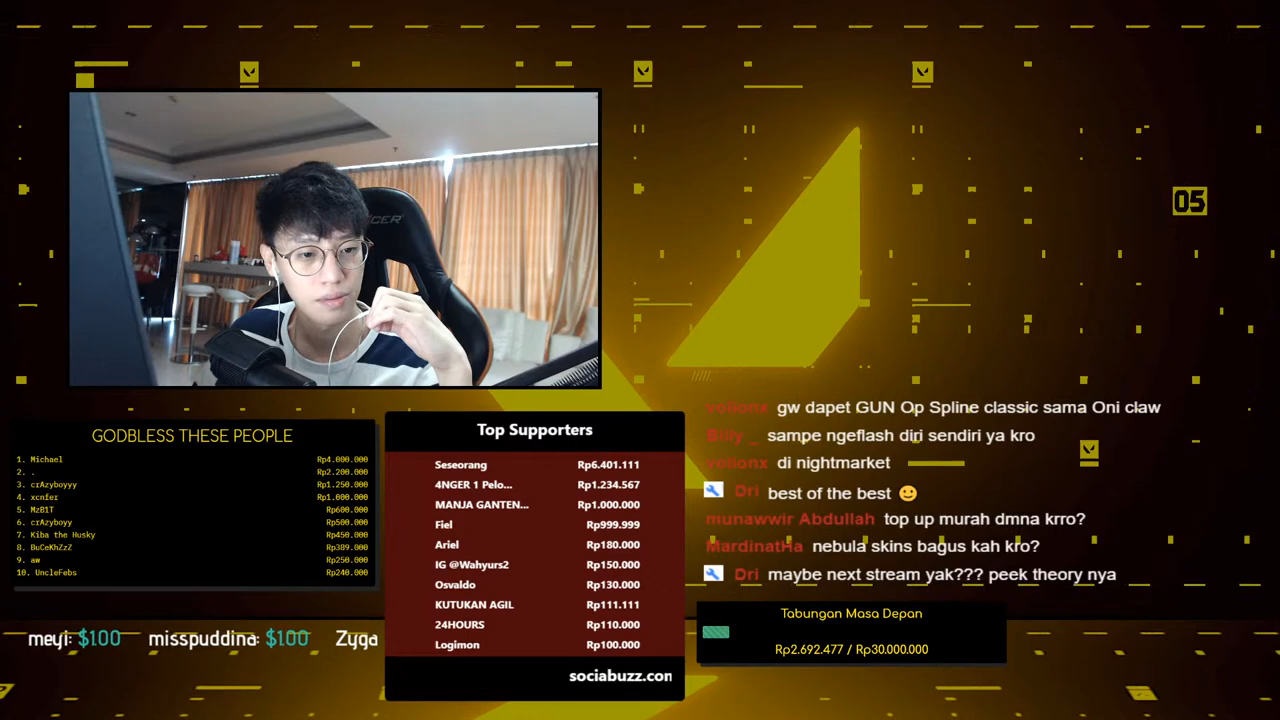 05
CER
GODBLESS THESE PEOPLE
1. Michael Rp4.000.000
2. . Rp2.200.000
3. crAzyboyyy Rp1.250.000
4. xcnfer Rp1.000.000
5. MzB1T Rp600.000
6. crAzyboyy Rp500.000
7. Kiba the Husky Rp450.000
8. BuCeKhZzZ Rp389.000
9. aw Rp250.000
10. UncleFebs Rp240.000
meyi: $1.00 misspuddina: $1.00 Zyga
Top Supporters
Seseorang Rp6.401.111
4NGER 1 Pelo... Rp1.234.567
MANJA GANTEN... Rp1.000.000
Fiel Rp999.999
Ariel Rp180.000
IG @Wahyurs2 Rp150.000
Osvaldo Rp130.000
KUTUKAN AGIL Rp111.111
24HOURS Rp110.000
Logimon Rp100.000
sociabuzz.com
gw dapet GUN Op Spline classic sama Oni claw
Billy _ sampe ngeflash diri sendiri ya kro
di nightmarket
Dri best of the best
munawwir Abdullah top up murah dmna krro?
MardinatHa nebula skins bagus kah kro?
Dri maybe next stream yak??? peek theory nya
Tabungan Masa Depan
Rp2.692.477 / Rp30.000.000